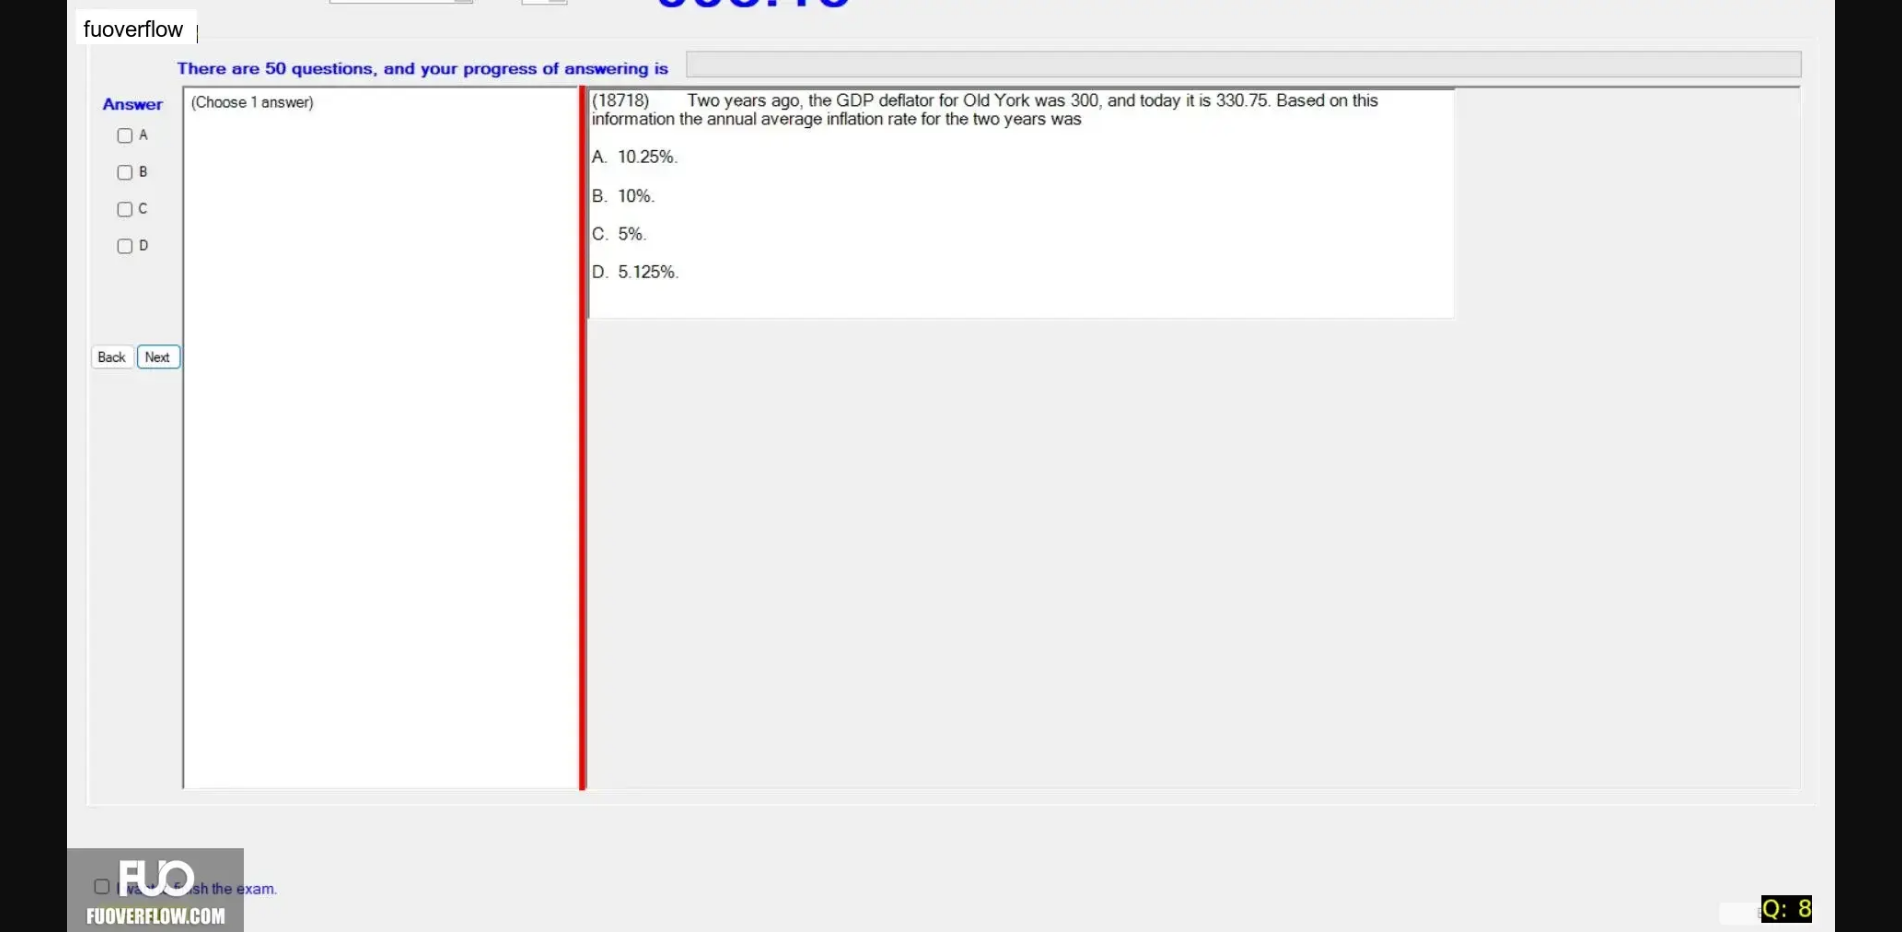 fuoverflow
There are 50 questions, and your progress of answering is
Answer
(Choose 1 answer)
A
B
C
D
Back Next
(18718) Two years ago, the GDP deflator for Old York was 300, and today it is 330.75. Based on this
information the annual average inflation rate for the two years was
A. 10.25%.
B. 10%.
C. 5%.
D. 5.125%.
FUO
sh the exam.
FUOVERFLOW.COM
Q: 8